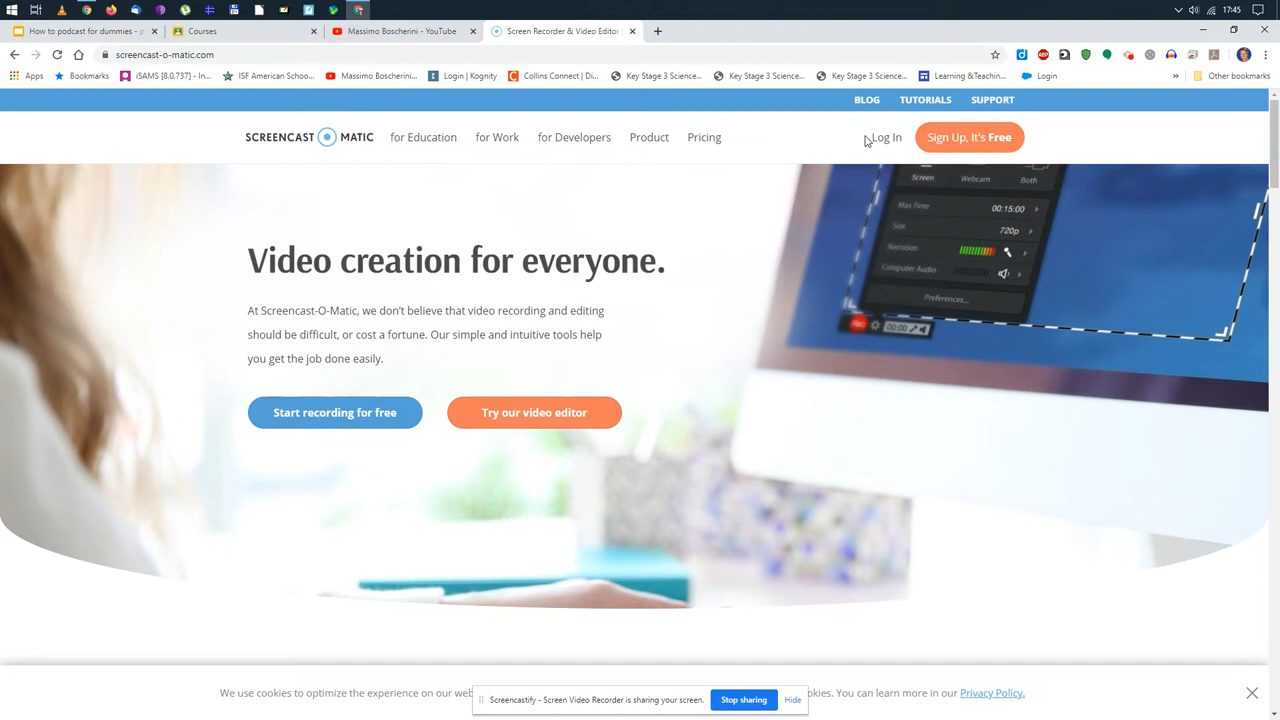 17:45
How to podcast for dummies - p
Courses
Massimo Boscherini - YouTube
Screen Recorder & Video Editor
screencast-o-matic.com
Apps
Bookmarks
iSAMS [8.0.737] - In...
ISF American Schoo...
Massimo Boscherini...
Login | Kognity
Collins Connect | Di...
Key Stage 3 Science...
Key Stage 3 Science...
Key Stage 3 Science...
Learning &Teachin...
Login
»
Other bookmarks
BLOG
TUTORIALS
SUPPORT
SCREENCAST O MATIC
for Education
for Work
for Developers
Product
Pricing
Log In
Sign Up, It's Free
Screen
Webcam
Both
Max Time
00:15:00
Size
720p
Narration
Computer Audio
Preferences...
REC
00:00
Video creation for everyone.
At Screencast-O-Matic, we don't believe that video recording and editing
should be difficult, or cost a fortune. Our simple and intuitive tools help
you get the job done easily.
Start recording for free
Try our video editor
We use cookies to optimize the experience on our web
okies. You can learn more in our Privacy Policy.
Screencastify - Screen Video Recorder is sharing your screen.
Stop sharing
Hide